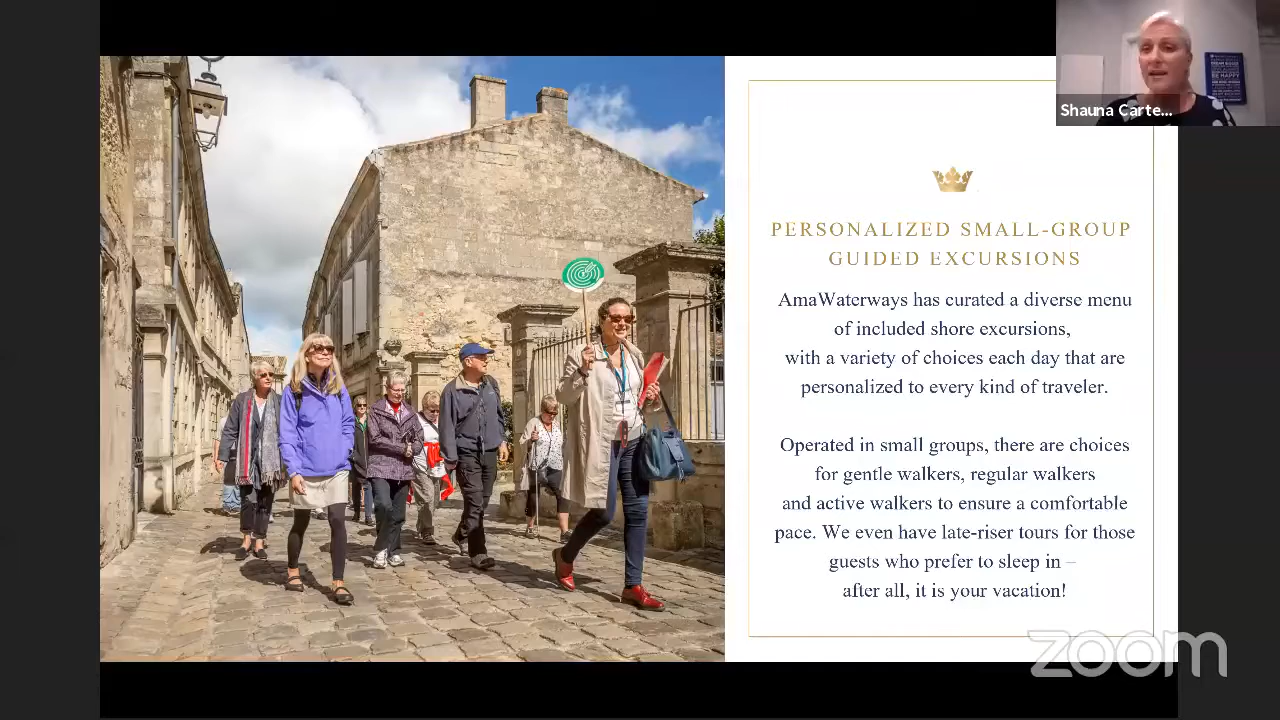 Shauna Carte...
PERSONALIZED SMALL-GROUP
GUIDED EXCURSIONS
AmaWaterways has curated a diverse menu
of included shore excursions,
with a variety of choices each day that are
personalized to every kind of traveler.
Operated in small groups, there are choices
for gentle walkers, regular walkers
and active walkers to ensure a comfortable
pace. We even have late-riser tours for those
guests who prefer to sleep in –
after all, it is your vacation!
zoom